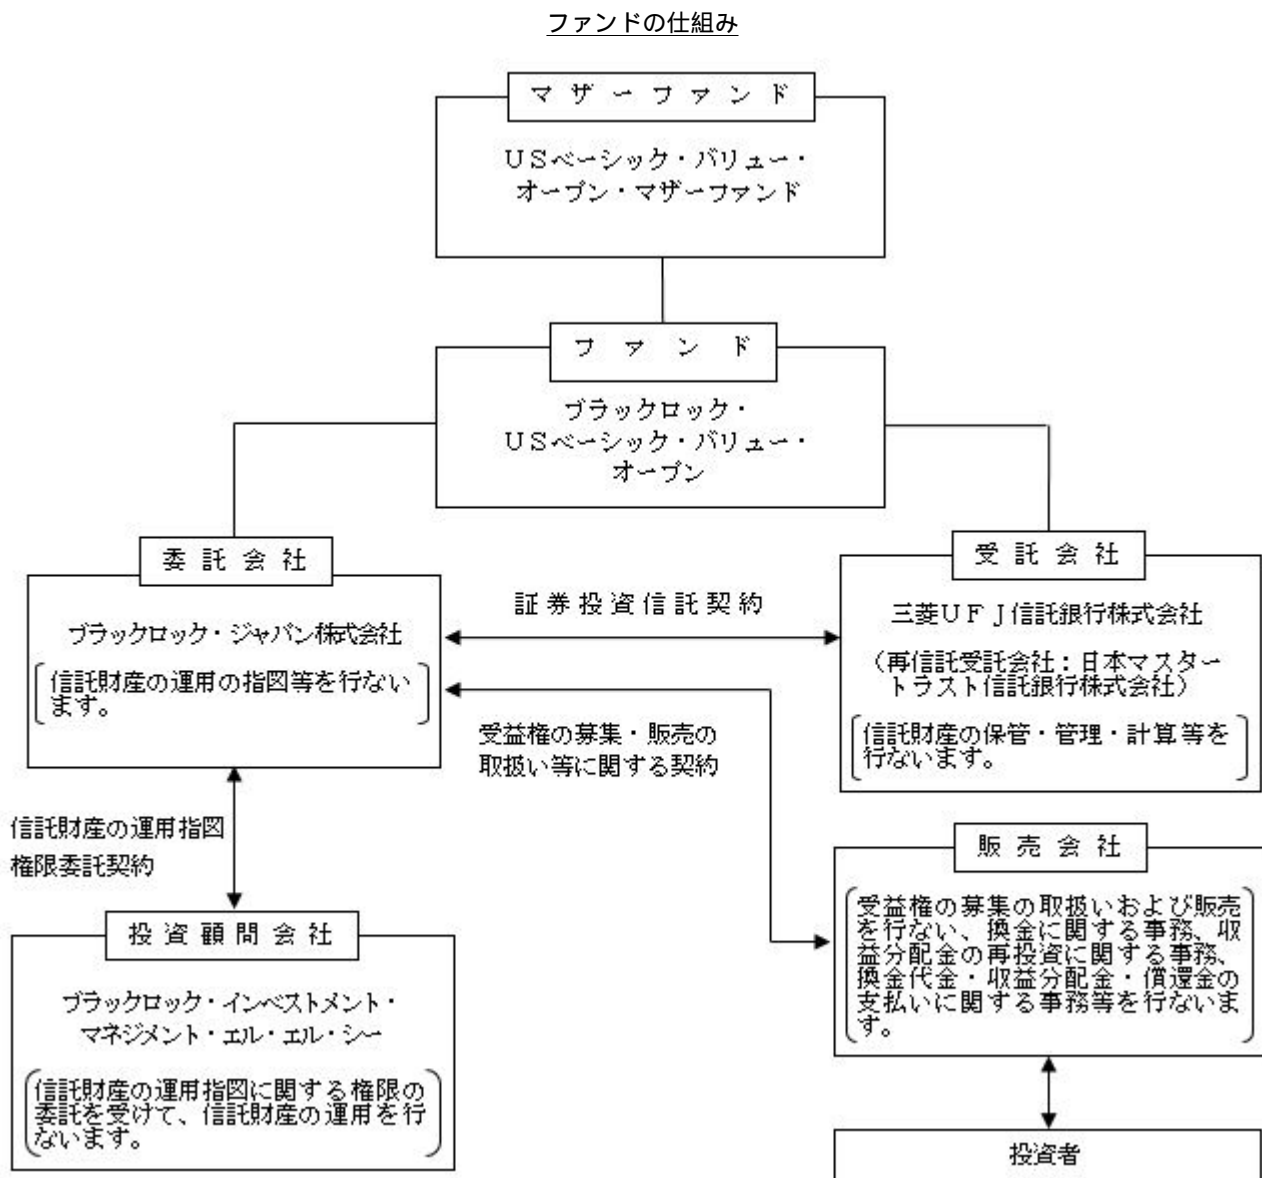 ファンドの仕組み
マザーファンド
USベーシック・バリュー・
オープン・マザーファンド
ファンド
ブラックロック・
USベーシック・バリュー・
オープン
委託会社
ブラックロック・ジャパン株式会社
信託財産の運用の指図等を行ない
ます。
証券投資信託契約
受益権の募集・販売の
取扱い等に関する契約
受託会社
三菱UFJ信託銀行株式会社
(再信託受託会社:日本マスター
トラスト信託銀行株式会社)
信託財産の保管・管理・計算等を
行ないます。
信託財産の運用指図
権限委託契約
投資顧問会社
ブラックロック・インベストメント・
マネジメント・エル・エル・シー
信託財産の運用指図に関する権限の
委託を受けて、信託財産の運用を行
ないます。
販売会社
受益権の募集の取扱いおよび販売
を行ない、換金に関する事務、収
益分配金の再投資に関する事務、
換金代金・収益分配金・償還金の
支払いに関する事務等を行ないま
す。
投資者